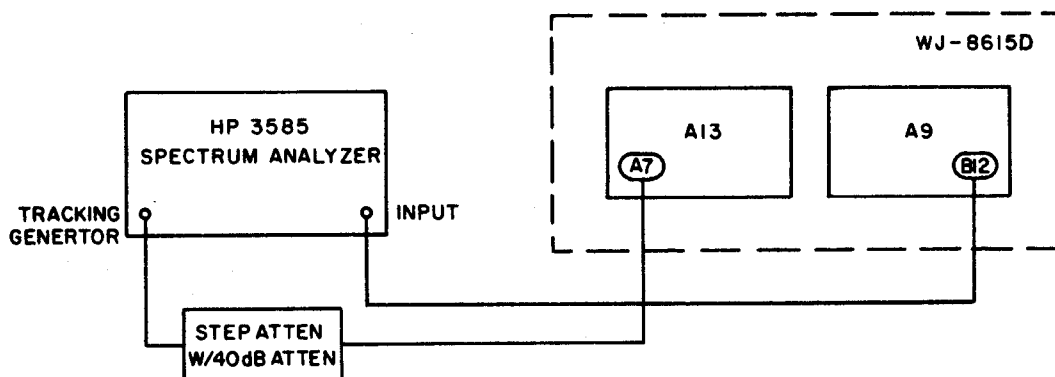 WJ-8615D
HP 3585
SPECTRUM ANALYZER
A13
A9
A7
B12
TRACKING
GENERTOR
INPUT
STEP ATTEN
W/40dB ATTEN